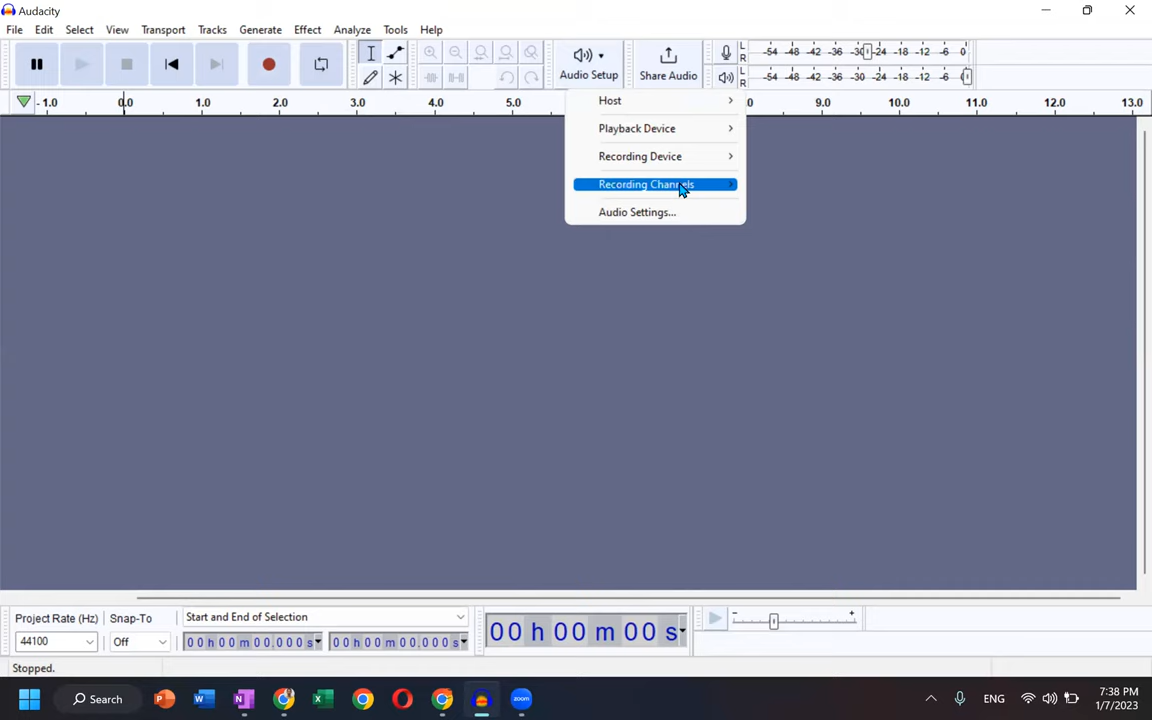 Audacity
File Edit Select View Transport Tracks Generate Effect Analyze Tools Help
Audio Setup
Share Audio
L R -54 -48 -42 -36 -30 -24 -18 -12 -6 0
L R -54 -48 -42 -36 -30 -24 -18 -12 -6
- 1.0 0.0 1.0 2.0 3.0 4.0 5.0 9.0 10.0 11.0 12.0 13.0
Host
Playback Device
Recording Device
Recording Channels
Audio Settings...
Project Rate (Hz) Snap-To Start and End of Selection
44100 Off 00 h 00 m 00.000 s 00 h 00 m 00.000 s
00 h 00 m 00 s
Stopped.
Search
ENG
7:38 PM
1/7/2023